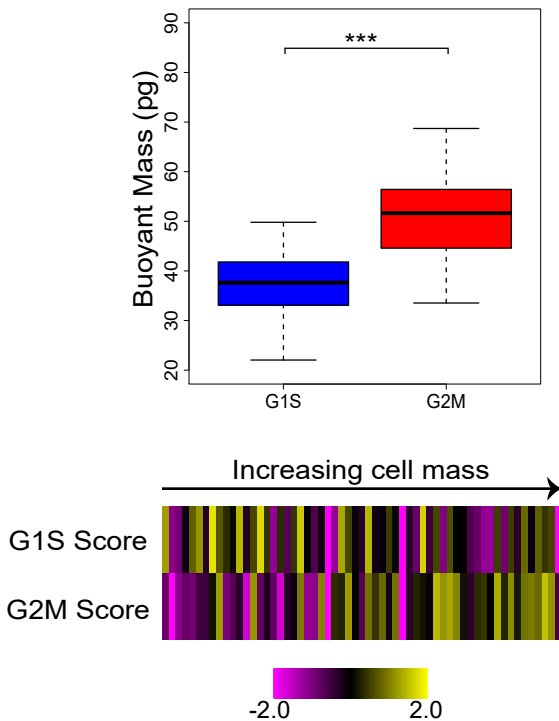 ***
Buoyant Mass (pg)
90
80
70
60
50
40
30
20
G1S
G2M
Increasing cell mass
G1S Score
G2M Score
-2.0
2.0